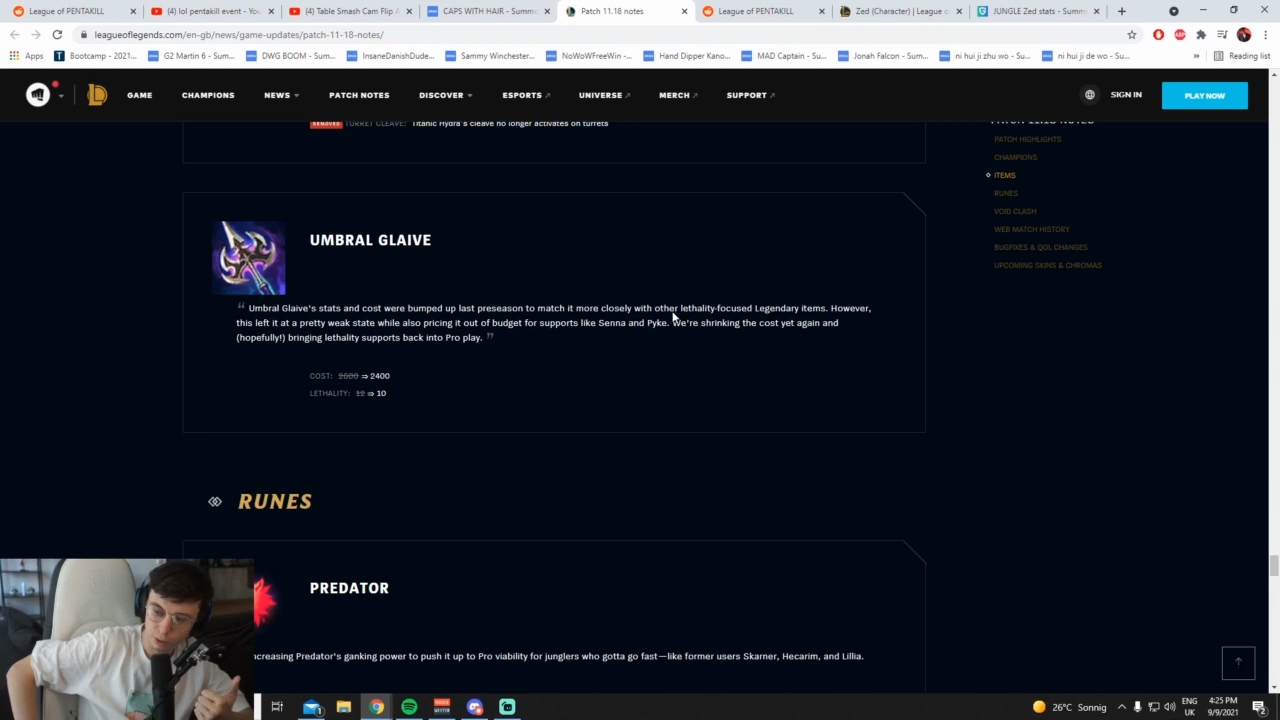 League of PENTAKILL
(4) lol pentakill event - You
(4) Table Smash Cam Flip A
CAPS WITH HAIR - Summo
Patch 11.18 notes
League of PENTAKILL
Zed (Character) | League o
JUNGLE Zed stats - Summo
leagueoflegends.com/en-gb/news/game-updates/patch-11-18-notes/
Apps
Bootcamp - 2021...
G2 Martin 6 - Sum...
DWG BOOM - Sum...
InsaneDanishDude...
Sammy Winchester...
NoWoWFreeWin - ...
Hand Dipper Kano...
MAD Captain - Su...
Jonah Falcon - Su...
ni hui ji zhu wo - Su...
ni hui ji de wo - Su...
»
Reading list
GAME
CHAMPIONS
NEWS
PATCH NOTES
DISCOVER
ESPORTS
UNIVERSE
MERCH
SUPPORT
SIGN IN
PLAY NOW
REMOVED TURRET CLEAVE: Titanic Hydra's cleave no longer activates on turrets
PATCH 11.18 NOTES
PATCH HIGHLIGHTS
CHAMPIONS
ITEMS
RUNES
VOID CLASH
WEB MATCH HISTORY
BUGFIXES & QOL CHANGES
UPCOMING SKINS & CHROMAS
UMBRAL GLAIVE
“ Umbral Glaive's stats and cost were bumped up last preseason to match it more closely with other lethality-focused Legendary items. However,
this left it at a pretty weak state while also pricing it out of budget for supports like Senna and Pyke. We're shrinking the cost yet again and
(hopefully!) bringing lethality supports back into Pro play. ”
COST: 2600 ⇒ 2400
LETHALITY: 12 ⇒ 10
RUNES
PREDATOR
ncreasing Predator's ganking power to push it up to Pro viability for junglers who gotta go fast—like former users Skarner, Hecarim, and Lillia.
26°C Sonnig
ENG
UK
4:25 PM
9/9/2021